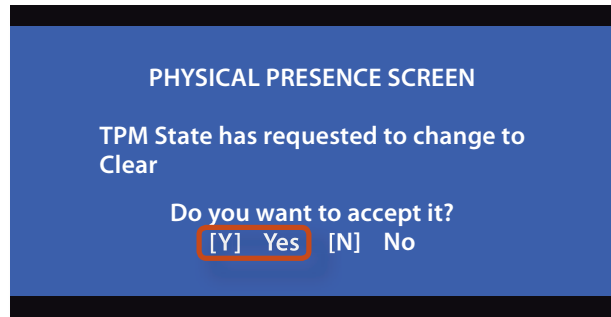 PHYSICAL PRESENCE SCREEN
TPM State has requested to change to
Clear
Do you want to accept it?
[Y] Yes [N] No